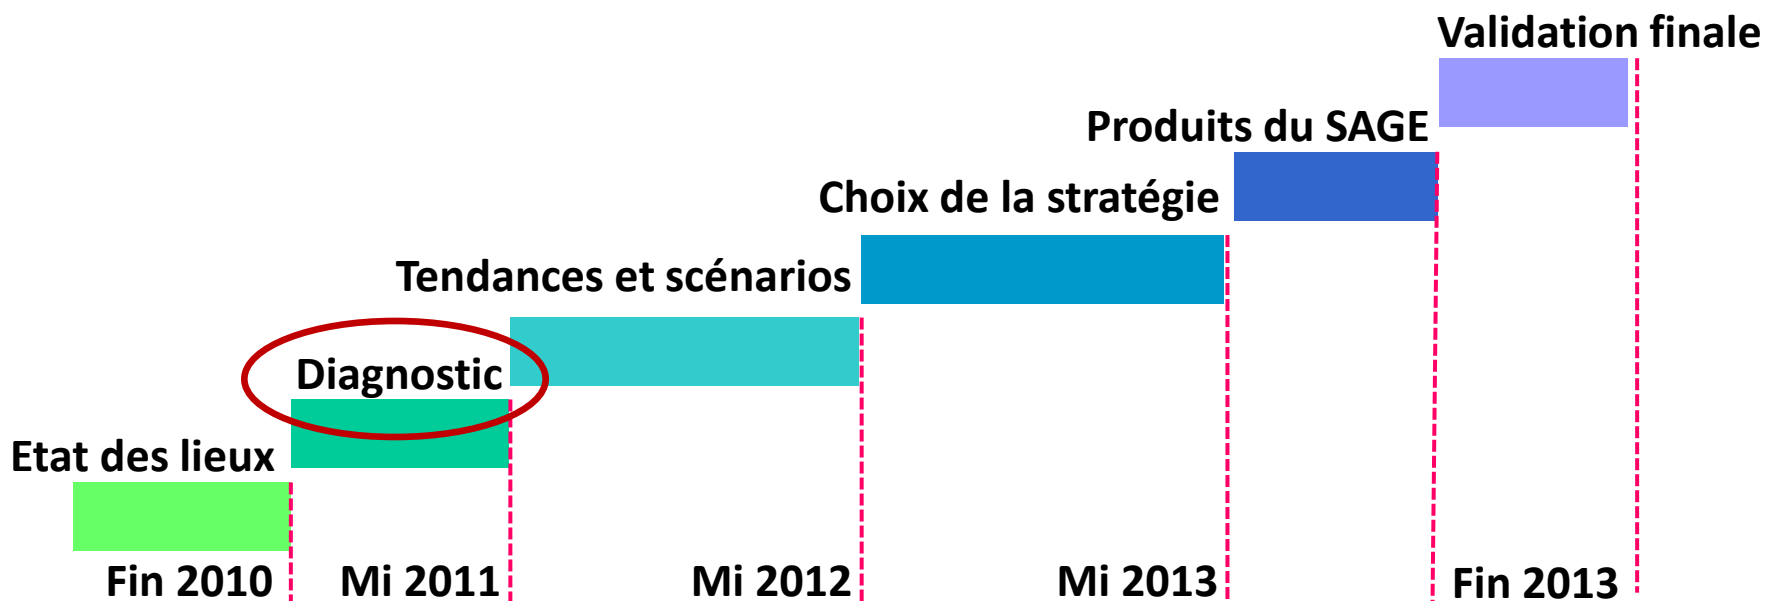 Validation finale
Produits du SAGE
Choix de la stratégie
Tendances et scénarios
Diagnostic
Etat des lieux
Fin 2010
Mi 2011
Mi 2012
Mi 2013
Fin 2013